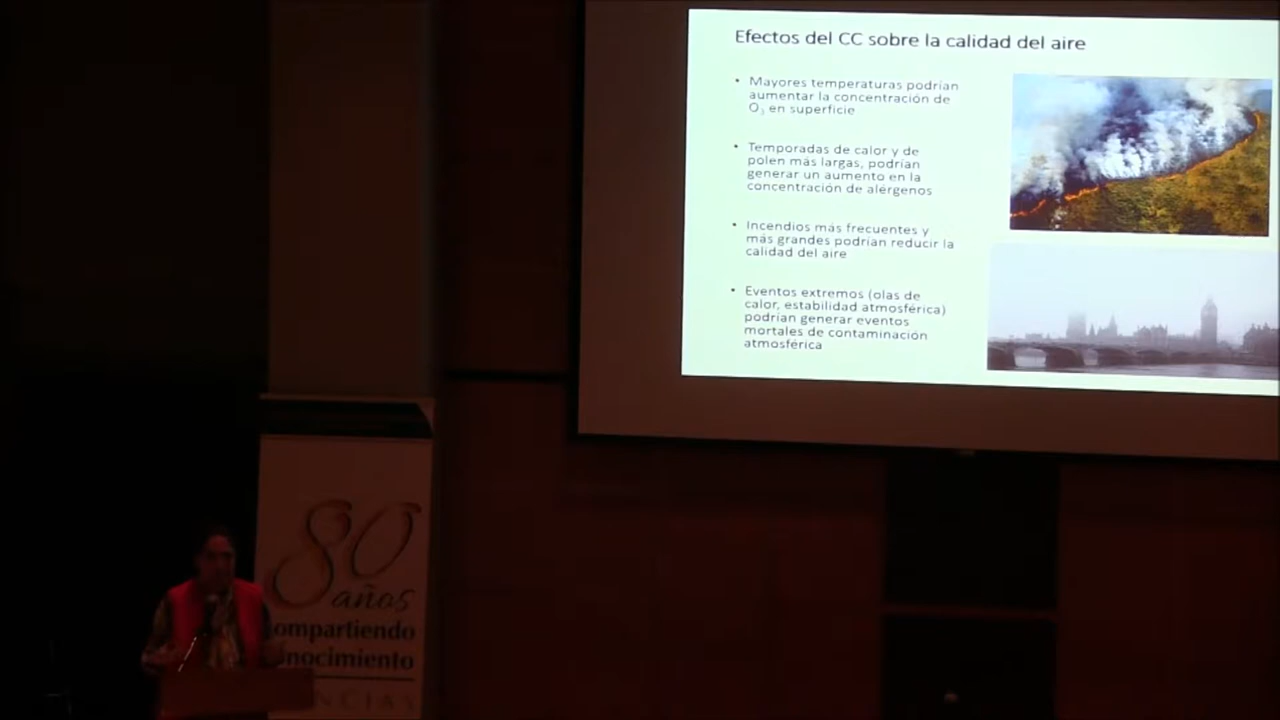 Efectos del CC sobre la calidad del aire
• Mayores temperaturas podrían
aumentar la concentración de
O₃ en superficie
• Temporadas de calor y de
polen más largas, podrían
generar un aumento en la
concentración de alérgenos
• Incendios más frecuentes y
más grandes podrían reducir la
calidad del aire
• Eventos extremos (olas de
calor, estabilidad atmosférica)
podrían generar eventos
mortales de contaminación
atmosférica
80
años
ompartiendo
nocimiento
NCIAS